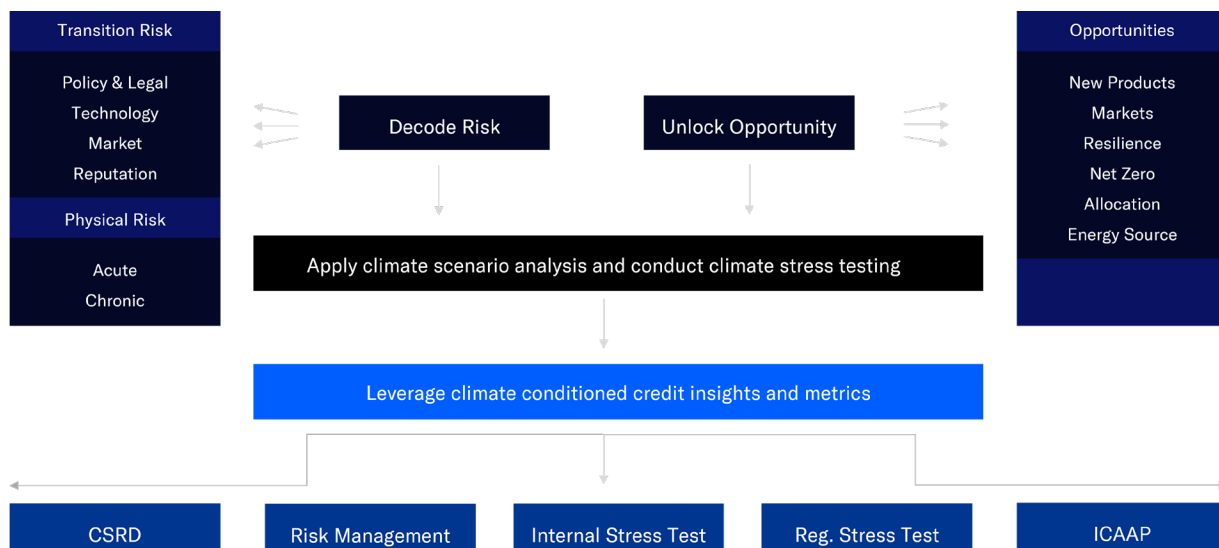 Transition Risk
Policy & Legal
Technology
Market
Reputation
Physical Risk
Acute
Chronic
Decode Risk
Unlock Opportunity
Opportunities
New Products
Markets
Resilience
Net Zero
Allocation
Energy Source
Apply climate scenario analysis and conduct climate stress testing
Leverage climate conditioned credit insights and metrics
CSRD
Risk Management
Internal Stress Test
Reg. Stress Test
ICAAP